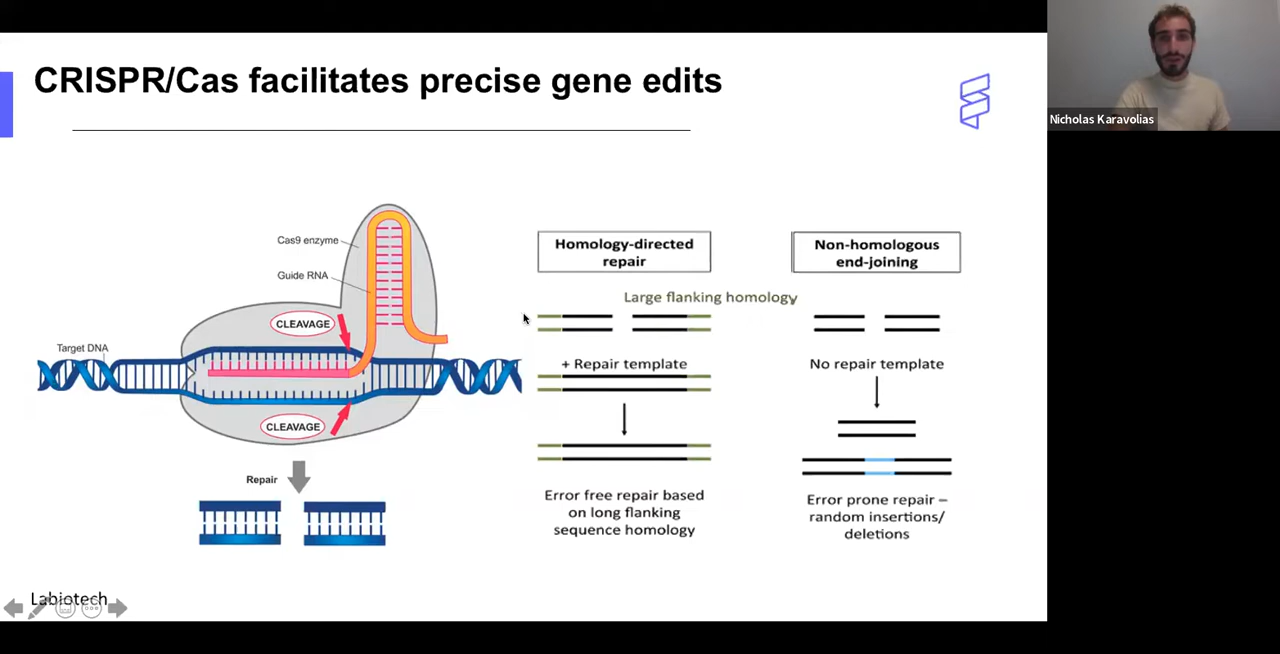 CRISPR/Cas facilitates precise gene edits
Nicholas Karavolias
Cas9 enzyme
Guide RNA
CLEAVAGE
Target DNA
CLEAVAGE
Repair
Homology-directed
repair
Non-homologous
end-joining
Large flanking homology
+ Repair template
No repair template
Error free repair based
on long flanking
sequence homology
Error prone repair –
random insertions/
deletions
Labiotech